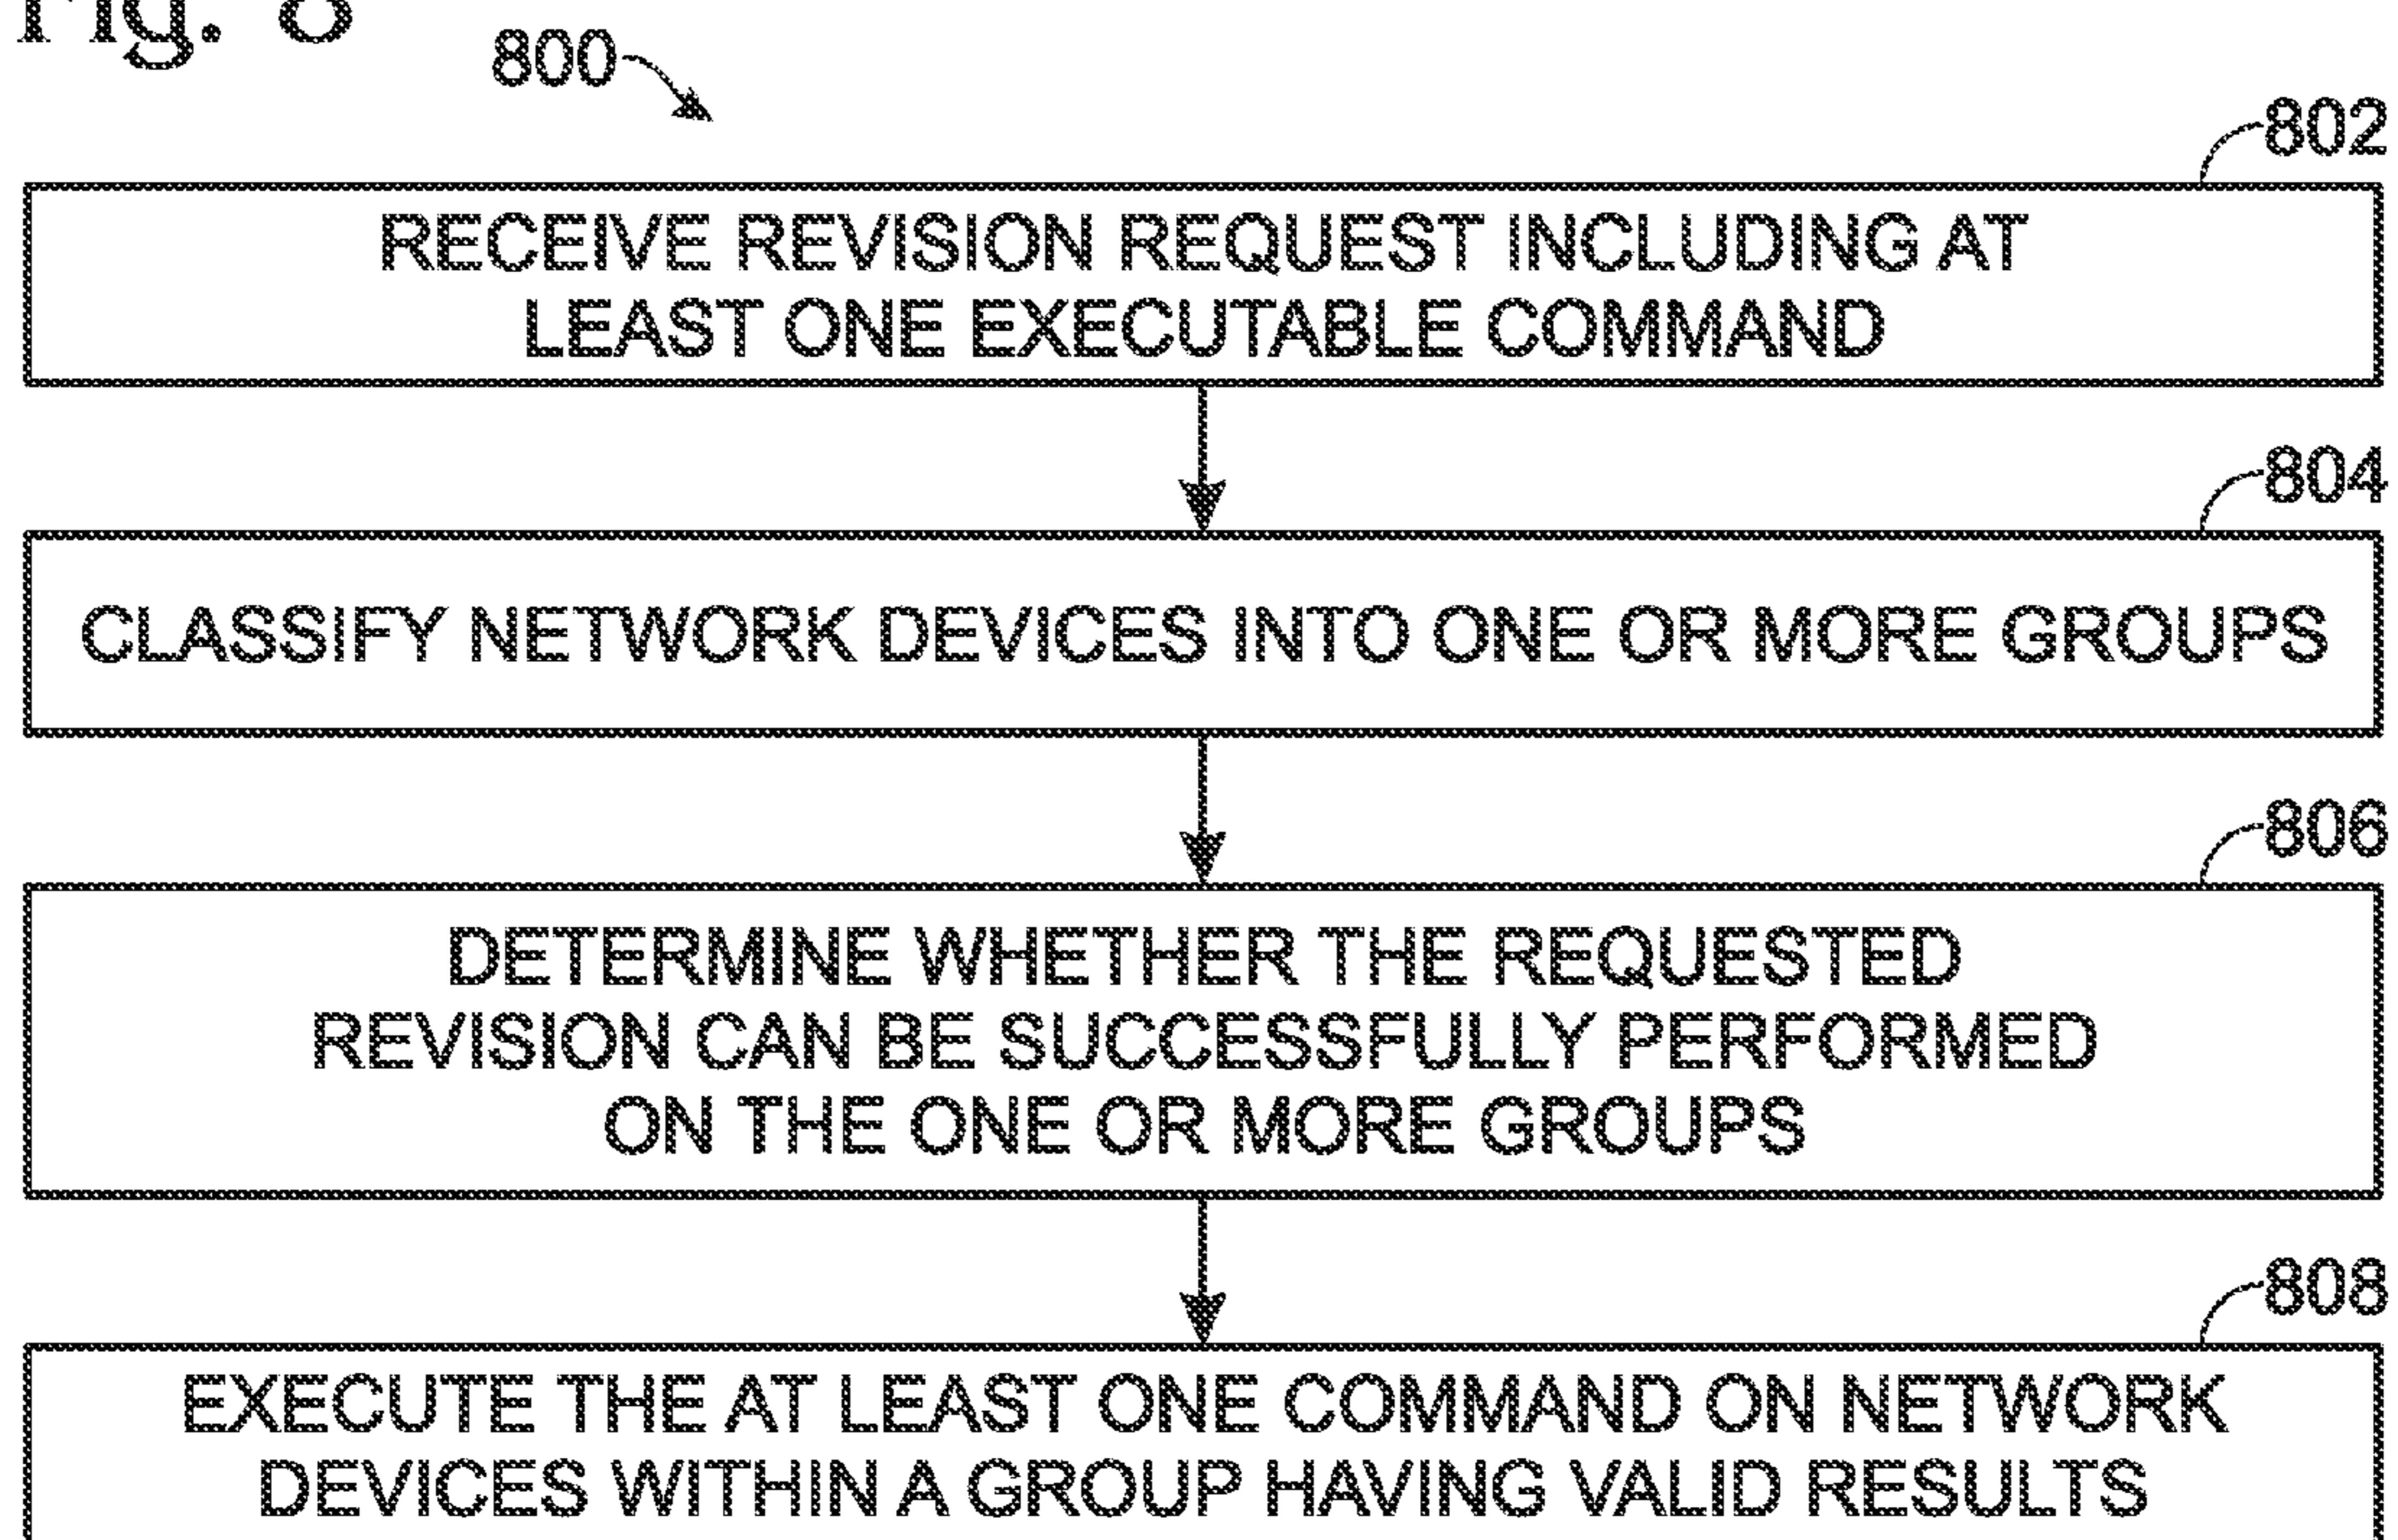 Fig. 8
800
802
RECEIVE REVISION REQUEST INCLUDING AT
LEAST ONE EXECUTABLE COMMAND
804
CLASSIFY NETWORK DEVICES INTO ONE OR MORE GROUPS
806
DETERMINE WHETHER THE REQUESTED
REVISION CAN BE SUCCESSFULLY PERFORMED
ON THE ONE OR MORE GROUPS
808
EXECUTE THE AT LEAST ONE COMMAND ON NETWORK
DEVICES WITHIN A GROUP HAVING VALID RESULTS